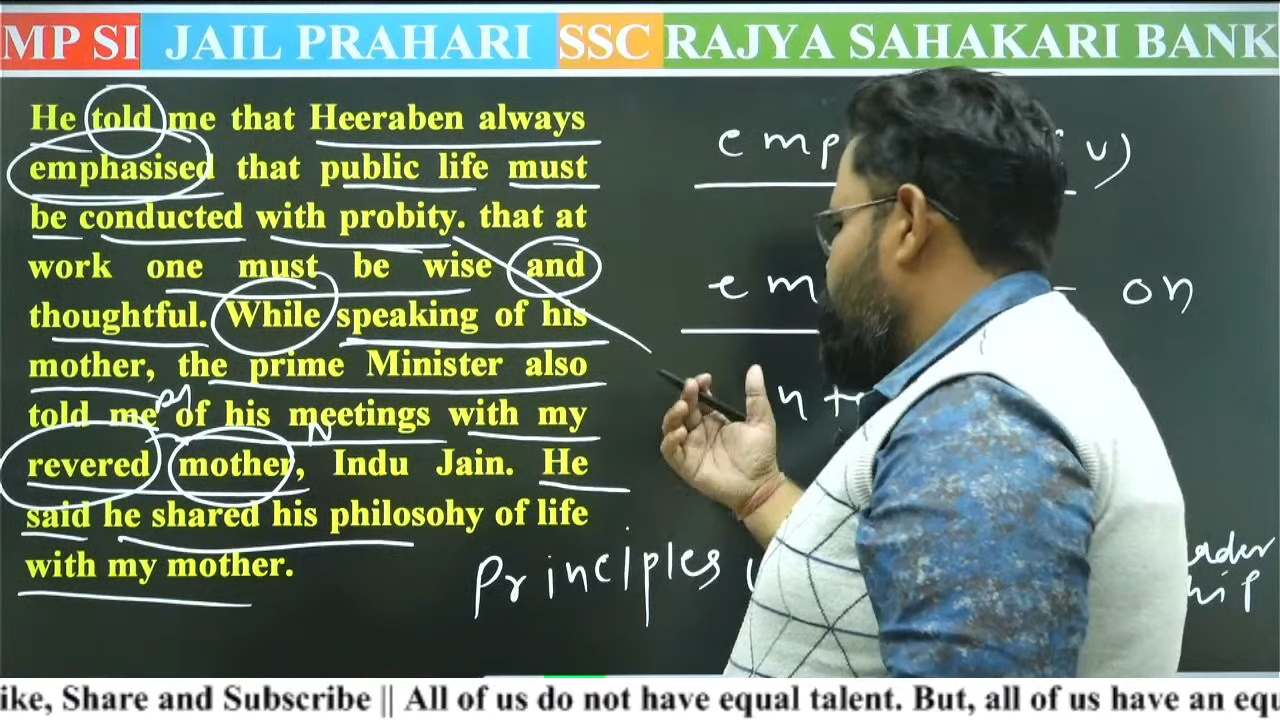 MP SI JAIL PRAHARI SSC RAJYA SAHAKARI BANK
He told me that Heeraben always
emphasised that public life must
be conducted with probity. that at
work one must be wise and
thoughtful. While speaking of his
mother, the prime Minister also
told me of his meetings with my
revered mother, Indu Jain. He
said he shared his philosohy of life
with my mother.
N
v)
on
Principles
ike, Share and Subscribe || All of us do not have equal talent. But, all of us have an equ